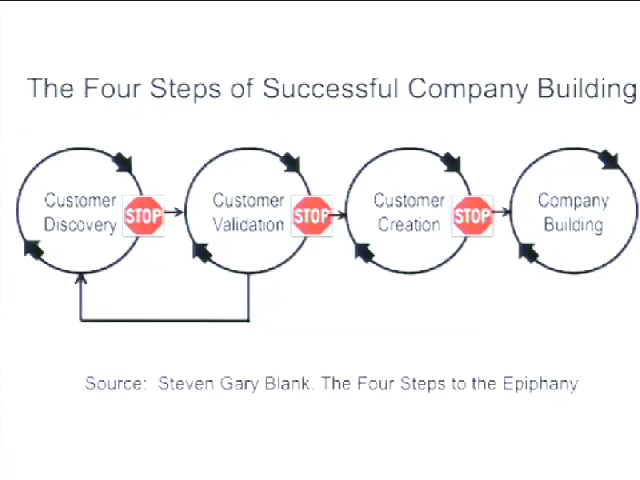 The Four Steps of Successful Company Building
Customer
Discovery
STOP
Customer
Validation
STOP
Customer
Creation
STOP
Company
Building
Source: Steven Gary Blank. The Four Steps to the Epiphany